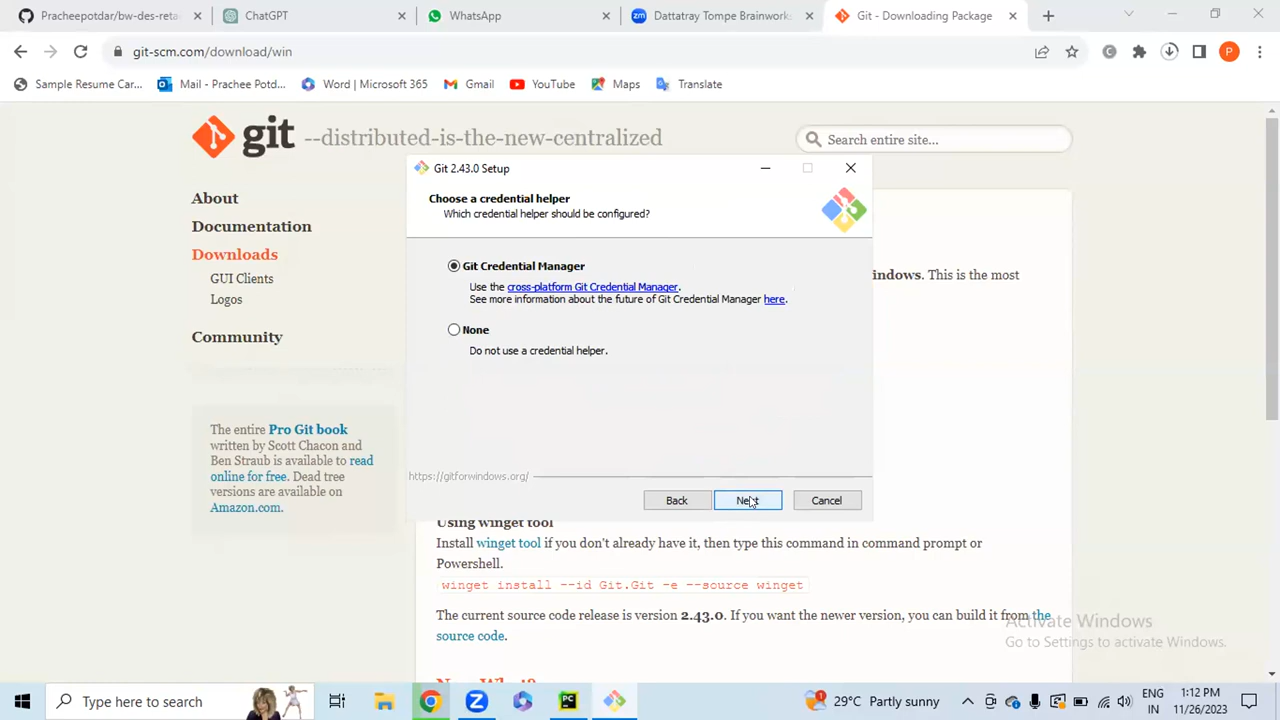 Pracheepotdar/bw-des-reta
ChatGPT
WhatsApp
Dattatray Tompe Brainworks
Git - Downloading Package
git-scm.com/download/win
C
P
Sample Resume Car...
Mail - Prachee Potd...
Word | Microsoft 365
Gmail
YouTube
Maps
Translate
git --distributed-is-the-new-centralized
Search entire site...
About
Documentation
Downloads
GUI Clients
Logos
Community
The entire Pro Git book
written by Scott Chacon and
Ben Straub is available to read
online for free. Dead tree
versions are available on
Amazon.com.
Git 2.43.0 Setup
Choose a credential helper
Which credential helper should be configured?
Git Credential Manager
Use the cross-platform Git Credential Manager.
See more information about the future of Git Credential Manager here.
None
Do not use a credential helper.
https://gitforwindows.org/
Back
Next
Cancel
indows. This is the most
Using winget tool
Install winget tool if you don't already have it, then type this command in command prompt or
Powershell.
winget install --id Git.Git -e --source winget
The current source code release is version 2.43.0. If you want the newer version, you can build it from the
source code.
Activate Windows
Go to Settings to activate Windows.
Type here to search
29°C Partly sunny
ENG
IN
1:12 PM
11/26/2023